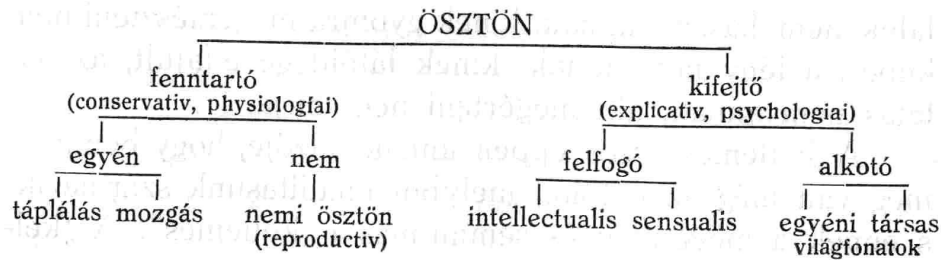 ÖSZTÖN
fenntartó kifejtő
(conservativ, physiologiai) (explicativ, psychologiai)
egyén nem felfogó alkotó
táplálás mozgás nemi ösztön intellectualis sensualis egyéni társas
(reproductiv) világfonatok